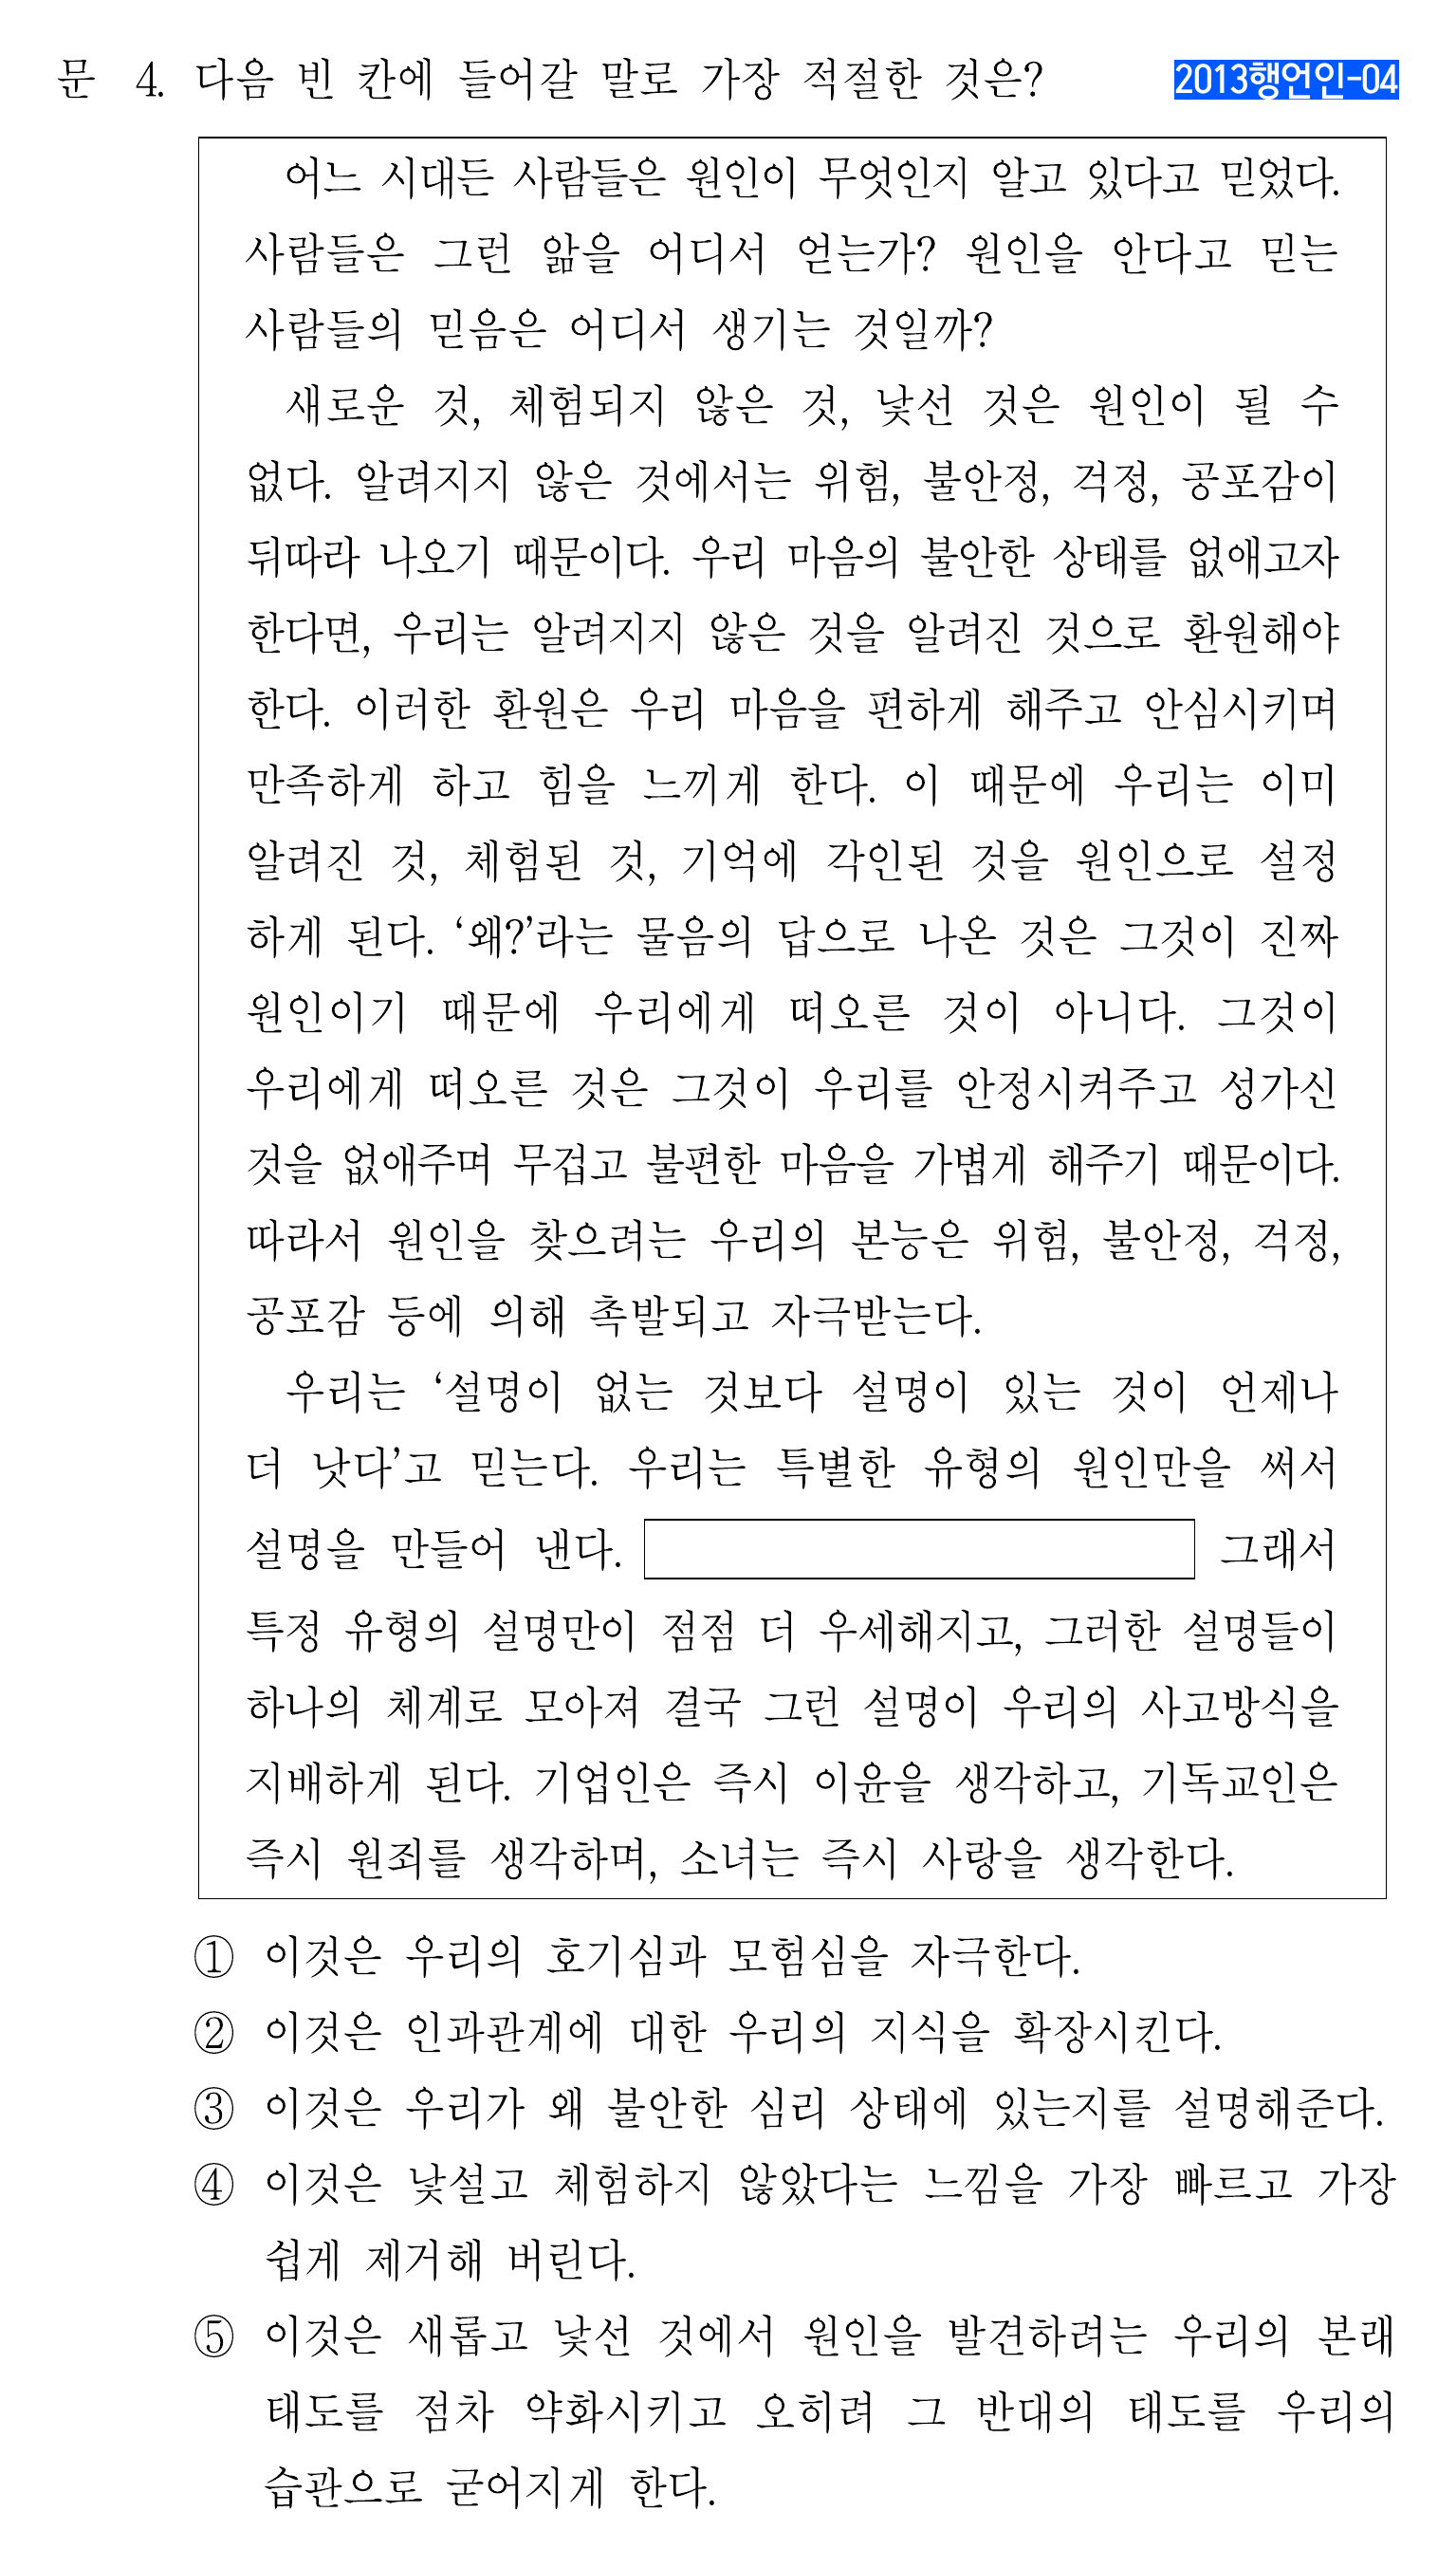 문 4. 다음 빈 칸에 들어갈 말로 가장 적절한 것은?
2013행언인-04
어느 시대든 사람들은 원인이 무엇인지 알고 있다고 믿었다.
사람들은 그런 앎을 어디서 얻는가? 원인을 안다고 믿는
사람들의 믿음은 어디서 생기는 것일까?
새로운 것, 체험되지 않은 것, 낯선 것은 원인이 될 수
없다. 알려지지 않은 것에서는 위험, 불안정, 걱정, 공포감이
뒤따라 나오기 때문이다. 우리 마음의 불안한 상태를 없애고자
한다면, 우리는 알려지지 않은 것을 알려진 것으로 환원해야
한다. 이러한 환원은 우리 마음을 편하게 해주고 안심시키며
만족하게 하고 힘을 느끼게 한다. 이 때문에 우리는 이미
알려진 것, 체험된 것, 기억에 각인된 것을 원인으로 설정
하게 된다. ‘왜?’라는 물음의 답으로 나온 것은 그것이 진짜
원인이기 때문에 우리에게 떠오른 것이 아니다. 그것이
우리에게 떠오른 것은 그것이 우리를 안정시켜주고 성가신
것을 없애주며 무겁고 불편한 마음을 가볍게 해주기 때문이다.
따라서 원인을 찾으려는 우리의 본능은 위험, 불안정, 걱정,
공포감 등에 의해 촉발되고 자극받는다.
우리는 ‘설명이 없는 것보다 설명이 있는 것이 언제나
더 낫다’고 믿는다. 우리는 특별한 유형의 원인만을 써서
설명을 만들어 낸다. 그래서
특정 유형의 설명만이 점점 더 우세해지고, 그러한 설명들이
하나의 체계로 모아져 결국 그런 설명이 우리의 사고방식을
지배하게 된다. 기업인은 즉시 이윤을 생각하고, 기독교인은
즉시 원죄를 생각하며, 소녀는 즉시 사랑을 생각한다.
① 이것은 우리의 호기심과 모험심을 자극한다.
② 이것은 인과관계에 대한 우리의 지식을 확장시킨다.
③ 이것은 우리가 왜 불안한 심리 상태에 있는지를 설명해준다.
④ 이것은 낯설고 체험하지 않았다는 느낌을 가장 빠르고 가장
쉽게 제거해 버린다.
⑤ 이것은 새롭고 낯선 것에서 원인을 발견하려는 우리의 본래
태도를 점차 약화시키고 오히려 그 반대의 태도를 우리의
습관으로 굳어지게 한다.